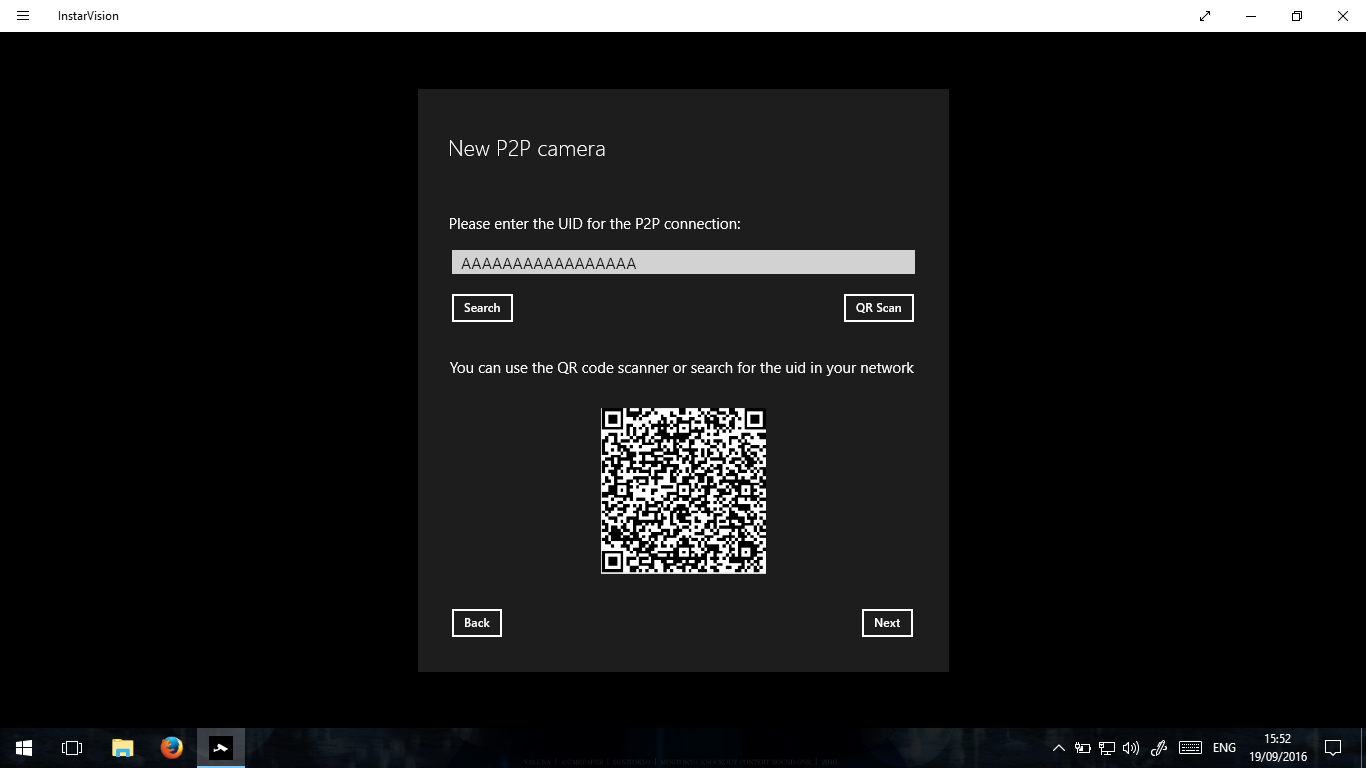 InstarVision
New P2P camera
Please enter the UID for the P2P connection:
AAAAAAAAAAAAAAAAA
Search
QR Scan
You can use the QR code scanner or search for the uid in your network
Back
Next
ENG
15:52
19/09/2016